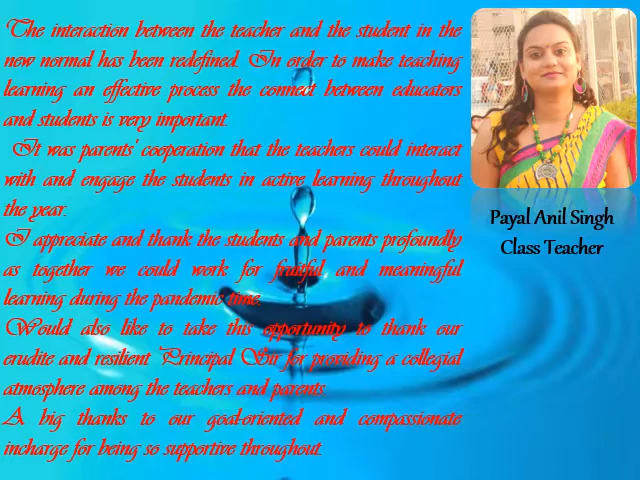 The interaction between the teacher and the student in the
new normal has been redefined. In order to make teaching
learning an effective process the connect between educators
and students is very important.
It was parents' cooperation that the teachers could interact
with and engage the students in active learning throughout
the year.
I appreciate and thank the students and parents profoundly
as together we could work for fruitful and meaningful
learning during the pandemic time.
Would also like to take this opportunity to thank our
erudite and resilient Principal Sir for providing a collegial
atmosphere among the teachers and parents.
A big thanks to our goal-oriented and compassionate
incharge for being so supportive throughout.
Payal Anil Singh
Class Teacher